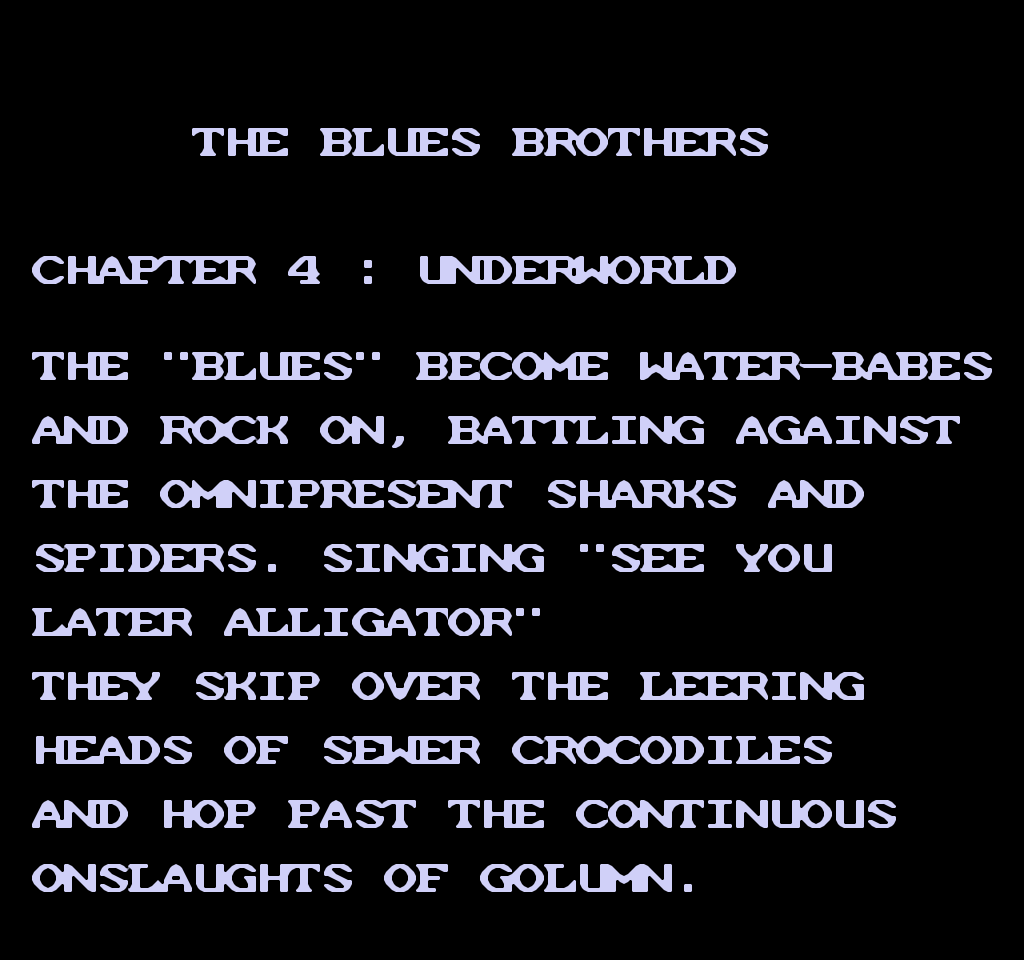 THE BLUES BROTHERS
CHAPTER 4 : UNDERWORLD
THE "BLUES" BECOME WATER-BABES
AND ROCK ON, BATTLING AGAINST
THE OMNIPRESENT SHARKS AND
SPIDERS. SINGING "SEE YOU
LATER ALLIGATOR"
THEY SKIP OVER THE LEERING
HEADS OF SEWER CROCODILES
AND HOP PAST THE CONTINUOUS
ONSLAUGHTS OF GOLUMN.